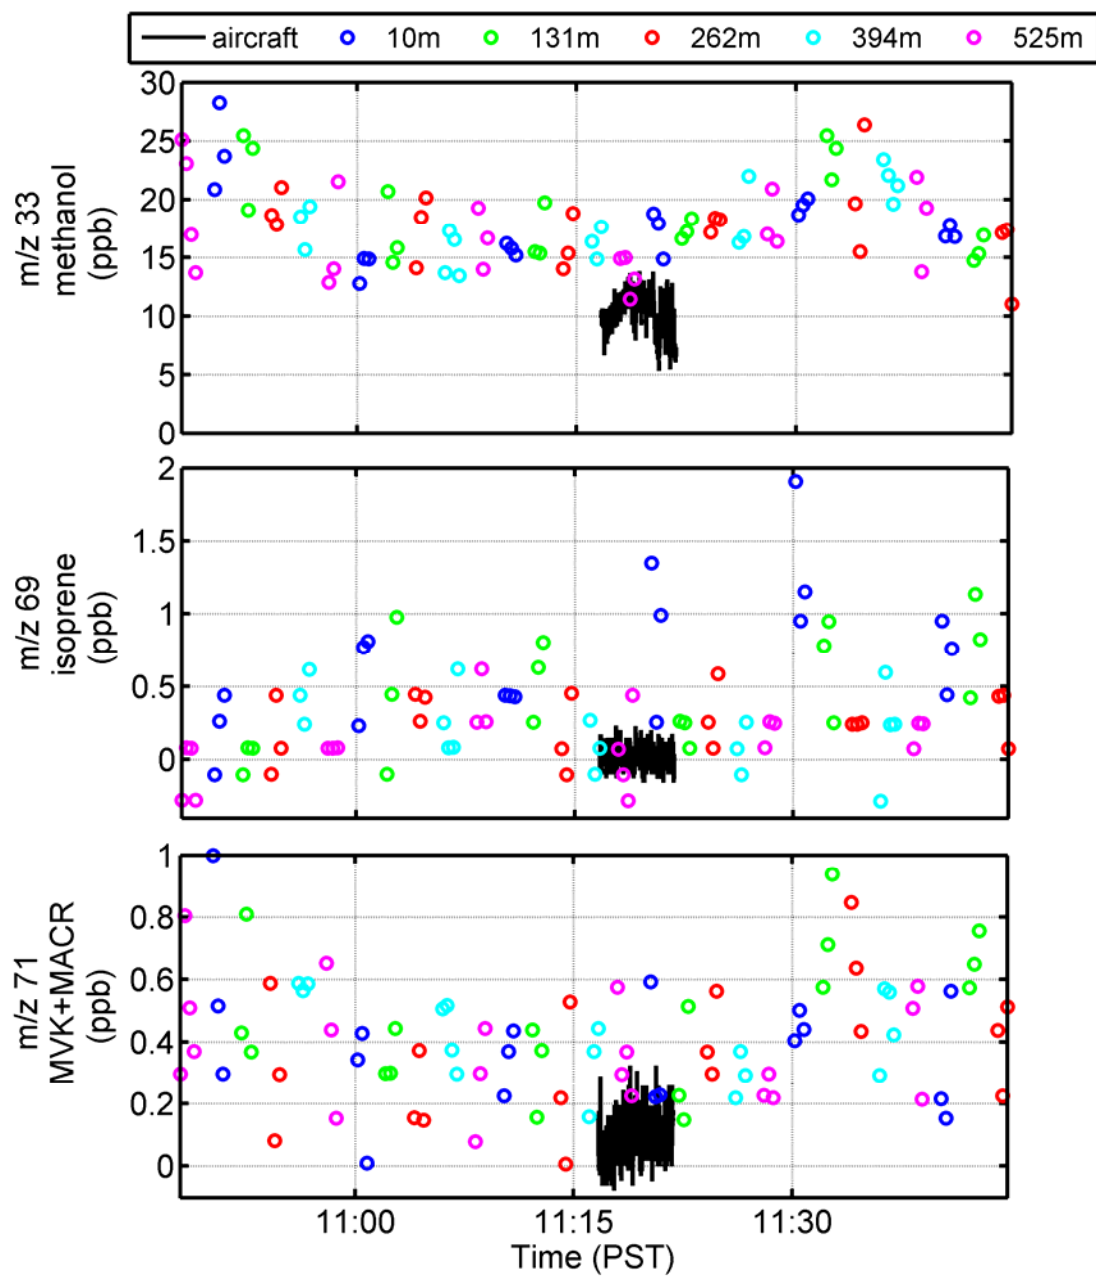 aircraft 10m 131m 262m 394m 525m
30
25
20
15
10
5
0
m/z 33
methanol
(ppb)
2
1.5
1
0.5
0
m/z 69
isoprene
(ppb)
1
0.8
0.6
0.4
0.2
0
m/z 71
MVK+MACR
(ppb)
11:00 11:15 11:30
Time (PST)